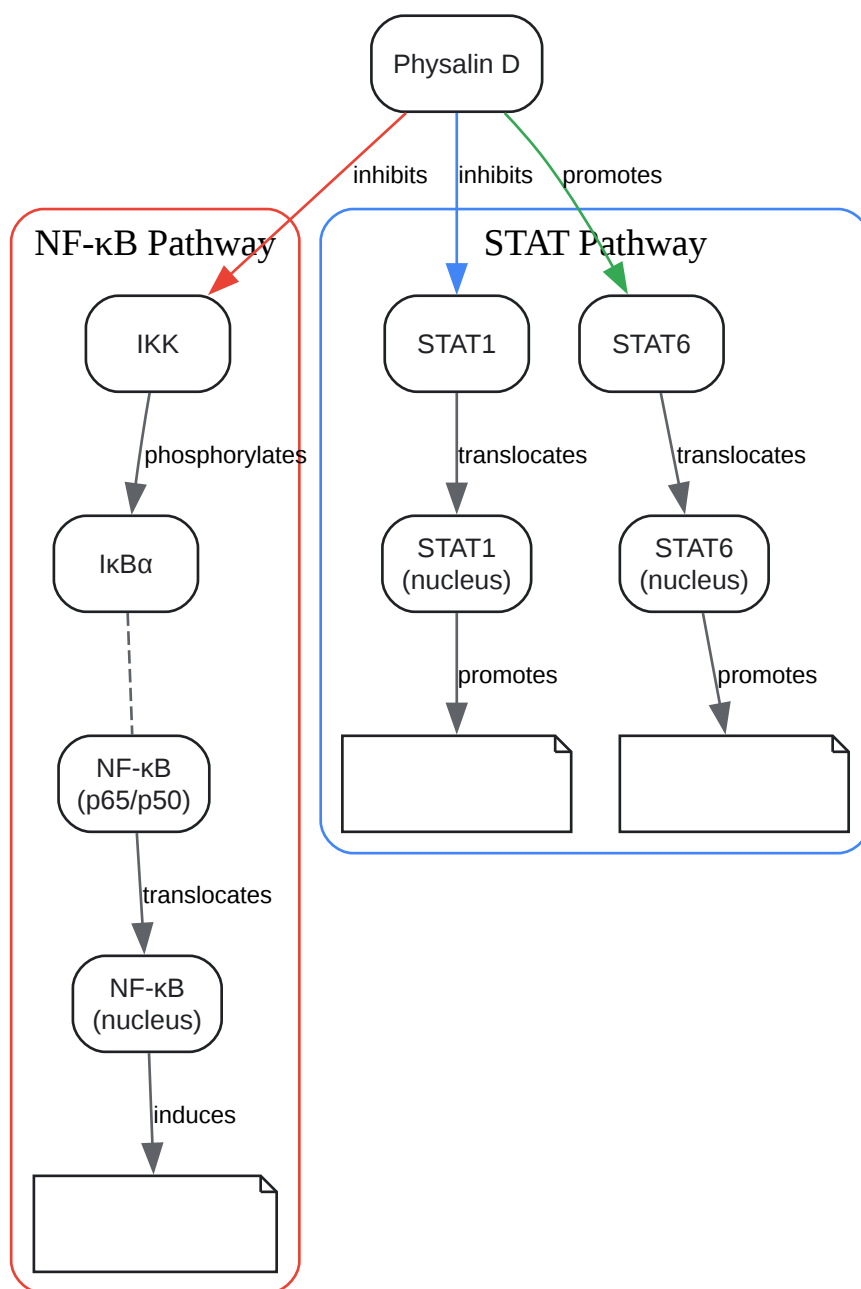 Physalin D
inhibits
inhibits
promotes
NF-κB Pathway
STAT Pathway
IKK
STAT1
STAT6
phosphorylates
translocates
translocates
IκBα
STAT1
(nucleus)
STAT6
(nucleus)
promotes
promotes
NF-κB
(p65/p50)
translocates
NF-κB
(nucleus)
induces